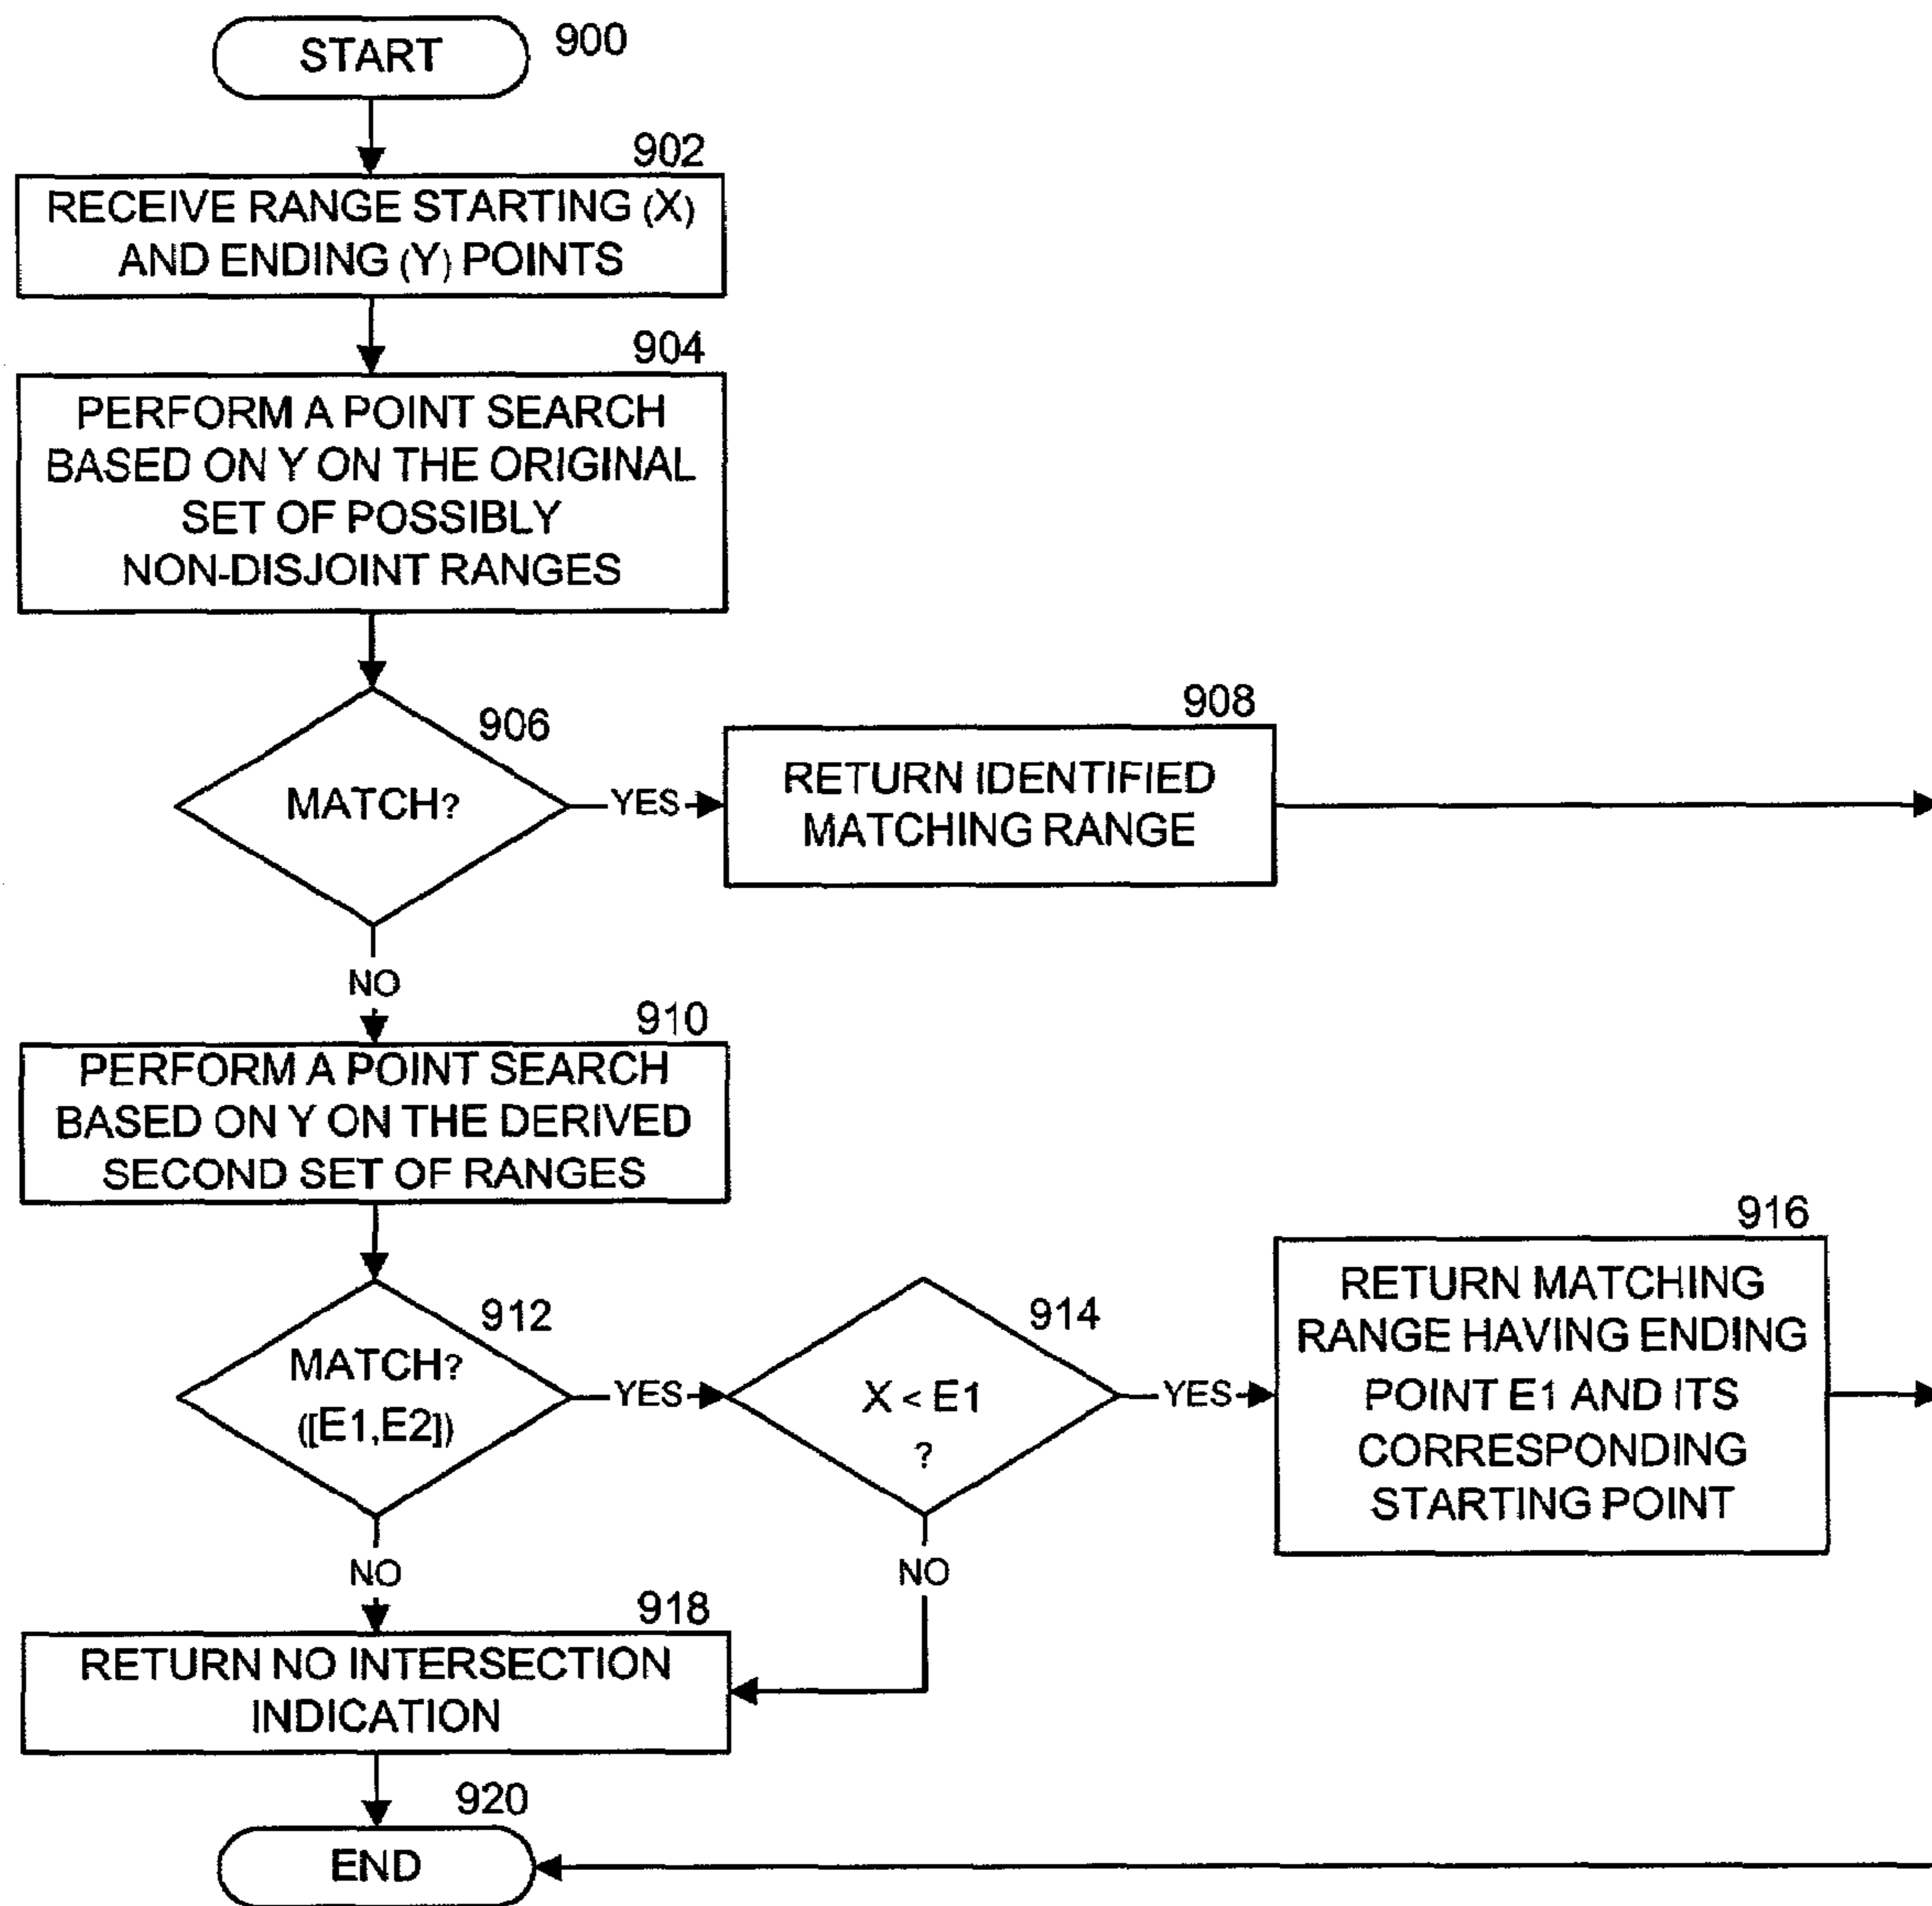 START
900
902
RECEIVE RANGE STARTING (X)
AND ENDING (Y) POINTS
904
PERFORM A POINT SEARCH
BASED ON Y ON THE ORIGINAL
SET OF POSSIBLY
NON-DISJOINT RANGES
906
MATCH?
YES
908
RETURN IDENTIFIED
MATCHING RANGE
NO
910
PERFORM A POINT SEARCH
BASED ON Y ON THE DERIVED
SECOND SET OF RANGES
912
MATCH?
([E1,E2])
YES
914
X < E1
?
YES
916
RETURN MATCHING
RANGE HAVING ENDING
POINT E1 AND ITS
CORRESPONDING
STARTING POINT
NO
NO
918
RETURN NO INTERSECTION
INDICATION
920
END